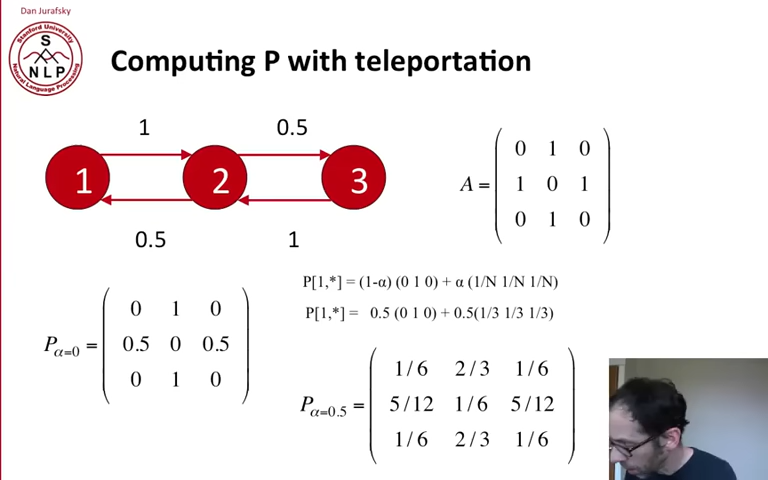 Dan Jurafsky
Stanford University
S
NLP
Natural Language Processing
Computing P with teleportation
1 0.5
1 2 3
0.5 1
A = ( 0 1 0
1 0 1
0 1 0 )
P[1,*] = (1-α) (0 1 0) + α (1/N 1/N 1/N)
P[1,*] = 0.5 (0 1 0) + 0.5(1/3 1/3 1/3)
P α=0 = ( 0 1 0
0.5 0 0.5
0 1 0 )
P α=0.5 = ( 1/6 2/3 1/6
5/12 1/6 5/12
1/6 2/3 1/6 )